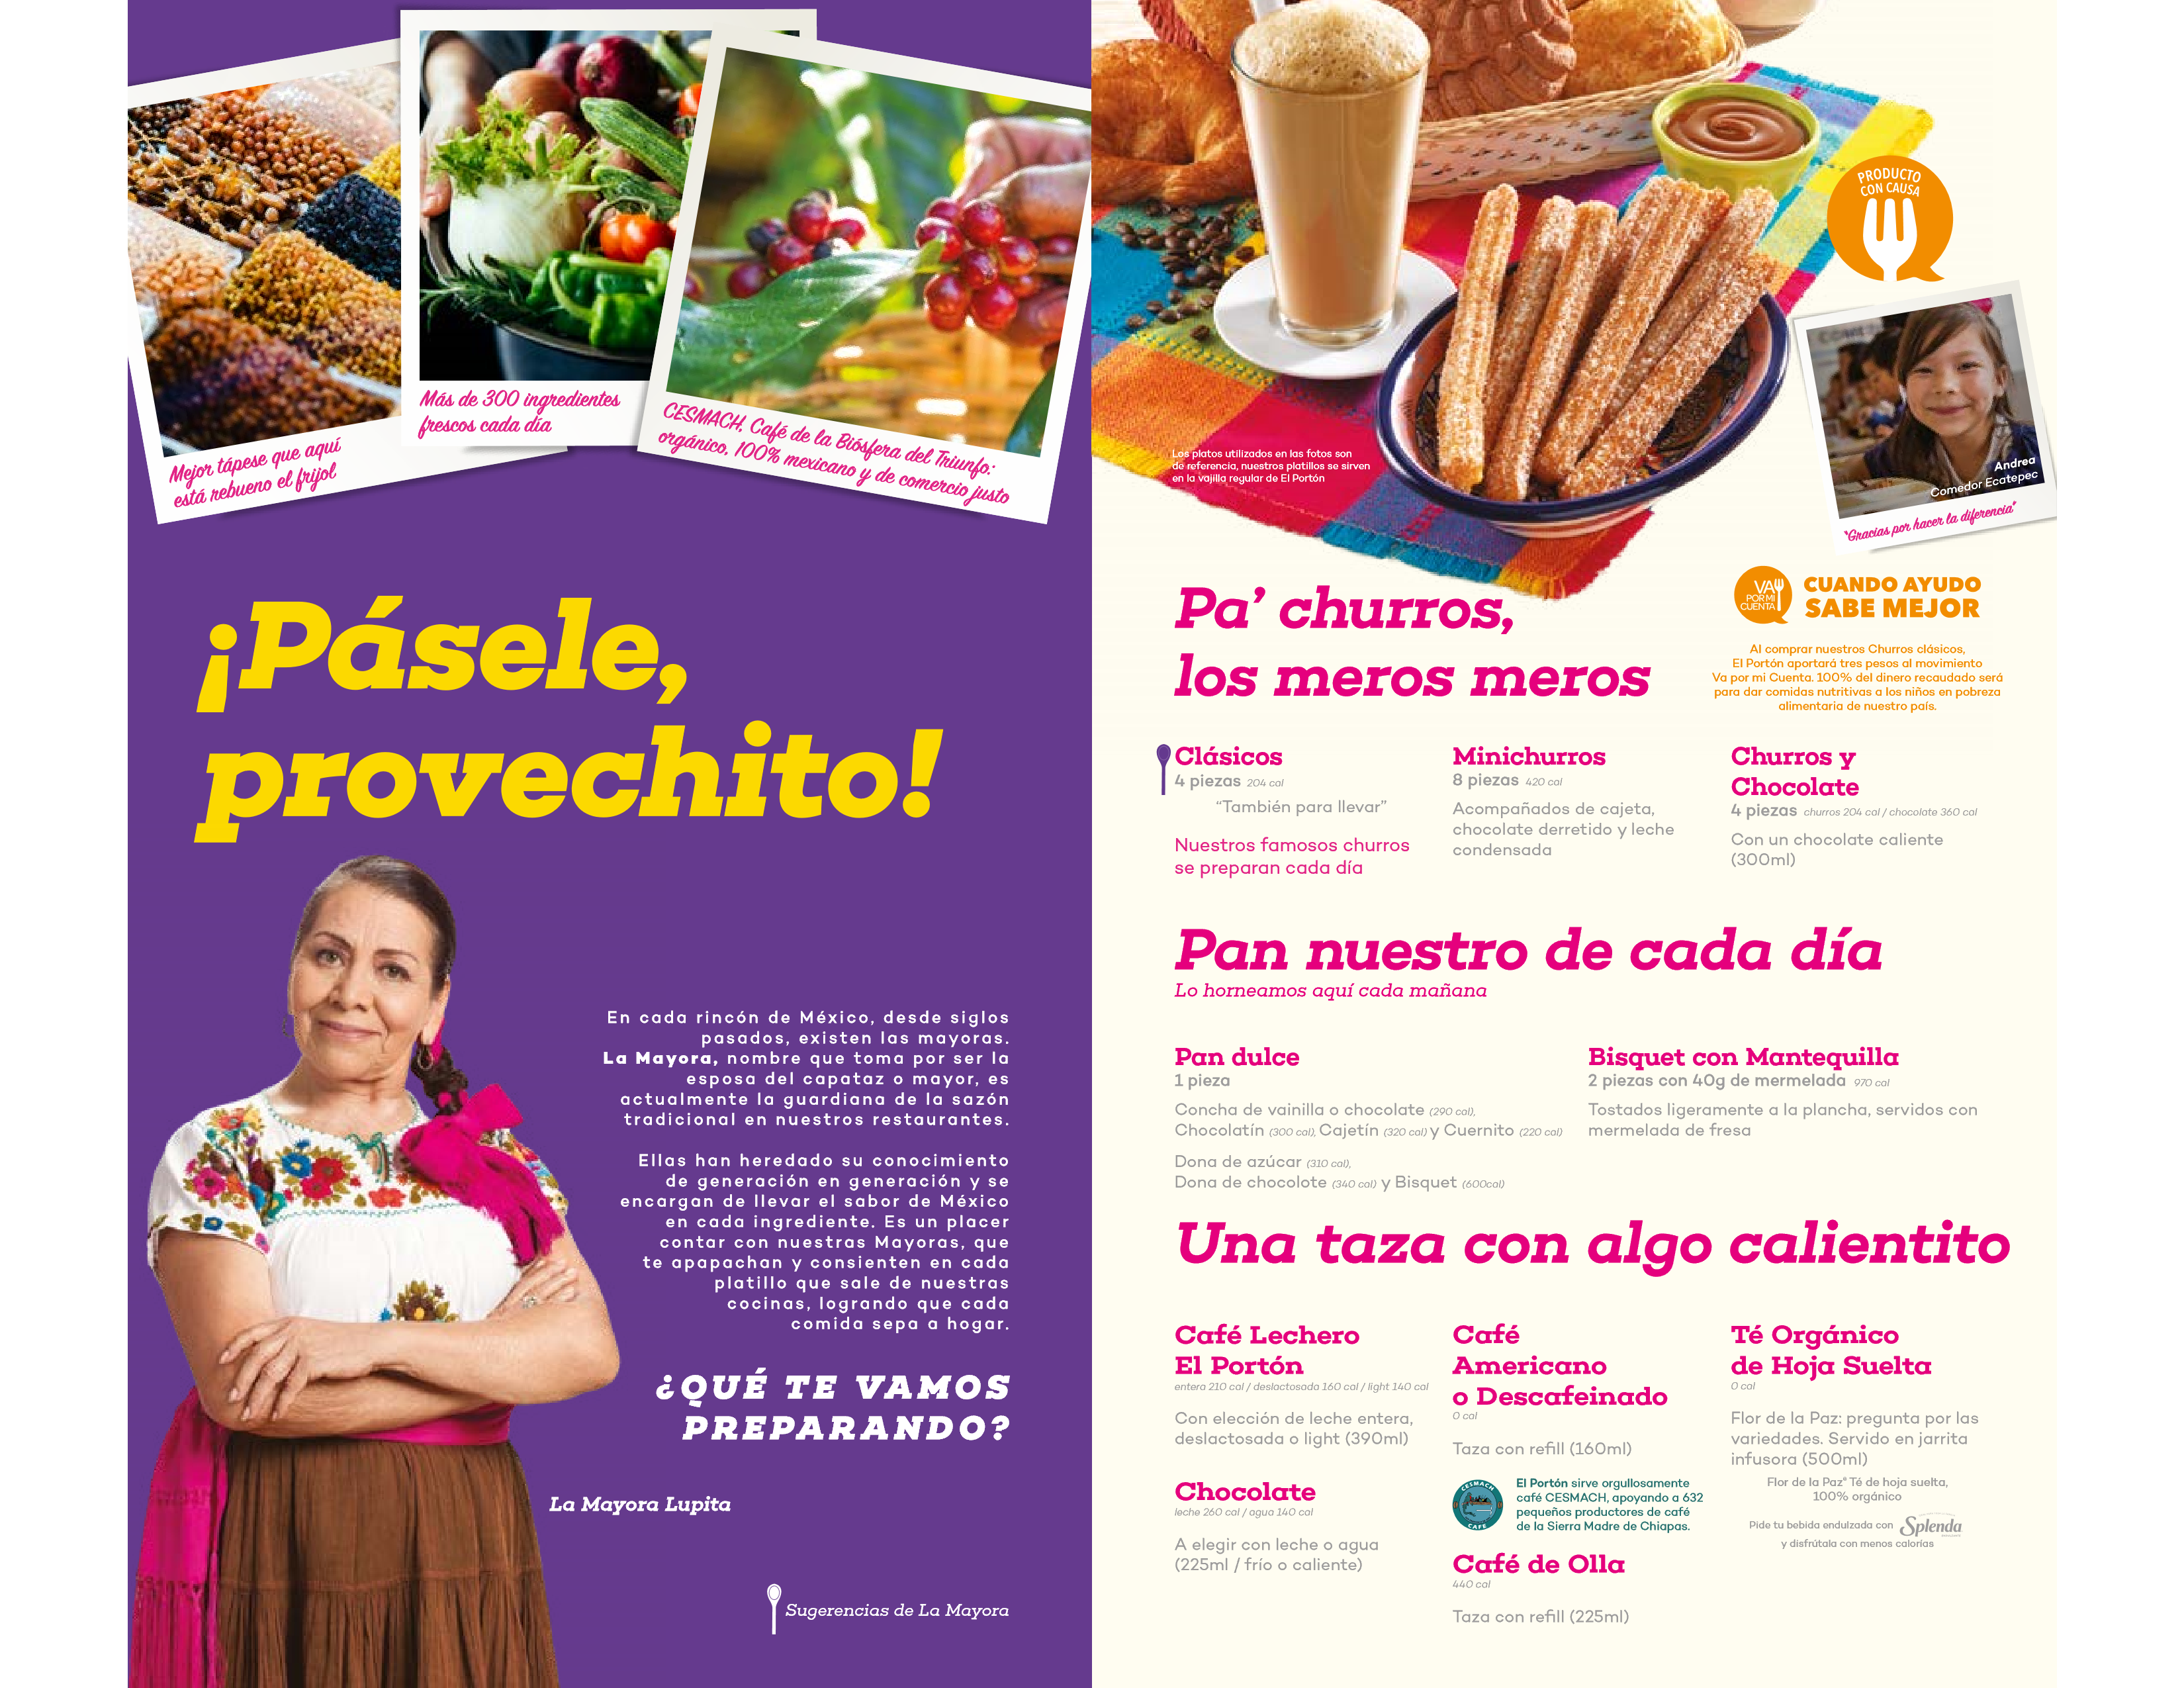 Mejor tápese que aquí
está rebueno el frijol
Más de 300 ingredientes
frescos cada día
CESMACH, Café de la Biósfera del Triunfo:
orgánico, 100% mexicano y de comercio justo
¡Pásele,
provechito!
En cada rincón de México, desde siglos
pasados, existen las mayoras.
La Mayora, nombre que toma por ser la
esposa del capataz o mayor, es
actualmente la guardiana de la sazón
tradicional en nuestros restaurantes.
Ellas han heredado su conocimiento
de generación en generación y se
encargan de llevar el sabor de México
en cada ingrediente. Es un placer
contar con nuestras Mayoras, que
te apapachan y consienten en cada
platillo que sale de nuestras
cocinas, logrando que cada
comida sepa a hogar.
¿QUÉ TE VAMOS
PREPARANDO?
La Mayora Lupita
Sugerencias de La Mayora
PRODUCTO
CON CAUSA
Los platos utilizados en las fotos son
de referencia, nuestros platillos se sirven
en la vajilla regular de El Portón
Andrea
Comedor Ecatepec
"Gracias por hacer la diferencia"
Pa' churros,
los meros meros
VA
POR MI
CUENTA
CUANDO AYUDO
SABE MEJOR
Al comprar nuestros Churros clásicos,
El Portón aportará tres pesos al movimiento
Va por mi Cuenta. 100% del dinero recaudado será
para dar comidas nutritivas a los niños en pobreza
alimentaria de nuestro país.
Clásicos
4 piezas 204 cal
"También para llevar"
Nuestros famosos churros
se preparan cada día
Minichurros
8 piezas 420 cal
Acompañados de cajeta,
chocolate derretido y leche
condensada
Churros y
Chocolate
4 piezas churros 204 cal / chocolate 360 cal
Con un chocolate caliente
(300ml)
Pan nuestro de cada día
Lo horneamos aquí cada mañana
Pan dulce
1 pieza
Concha de vainilla o chocolate (290 cal),
Chocolatín (300 cal), Cajetín (320 cal) y Cuernito (220 cal)
Dona de azúcar (310 cal),
Dona de chocolote (340 cal) y Bisquet (600cal)
Bisquet con Mantequilla
2 piezas con 40g de mermelada 970 cal
Tostados ligeramente a la plancha, servidos con
mermelada de fresa
Una taza con algo calientito
Café Lechero
El Portón
entera 210 cal / deslactosada 160 cal / light 140 cal
Con elección de leche entera,
deslactosada o light (390ml)
Chocolate
leche 260 cal / agua 140 cal
A elegir con leche o agua
(225ml / frío o caliente)
Café
Americano
o Descafeinado
0 cal
Taza con refill (160ml)
CESMACH
CAFÉ
El Portón sirve orgullosamente
café CESMACH, apoyando a 632
pequeños productores de café
de la Sierra Madre de Chiapas.
Café de Olla
440 cal
Taza con refill (225ml)
Té Orgánico
de Hoja Suelta
0 cal
Flor de la Paz: pregunta por las
variedades. Servido en jarrita
infusora (500ml)
Flor de la Paz® Té de hoja suelta,
100% orgánico
Pide tu bebida endulzada con Splenda
y disfrútala con menos calorías